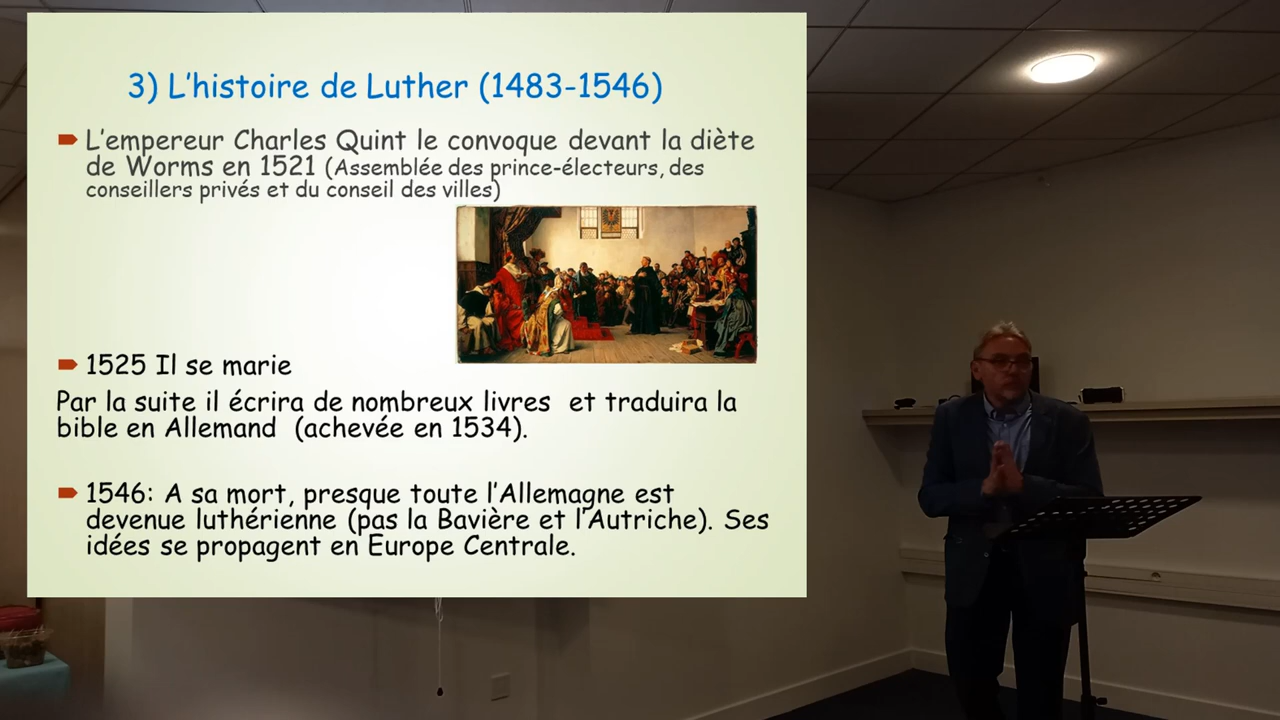 3) L'histoire de Luther (1483-1546)
L'empereur Charles Quint le convoque devant la diète
de Worms en 1521 (Assemblée des prince-électeurs, des
conseillers privés et du conseil des villes)
1525 Il se marie
Par la suite il écrira de nombreux livres et traduira la
bible en Allemand (achevée en 1534).
1546: A sa mort, presque toute l'Allemagne est
devenue luthérienne (pas la Bavière et l'Autriche). Ses
idées se propagent en Europe Centrale.